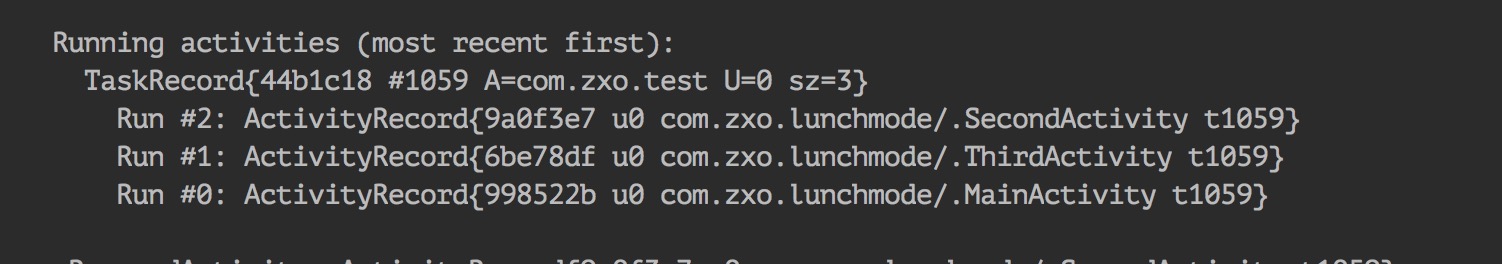 Running activities (most recent first):
TaskRecord{44b1c18 #1059 A=com.zxo.test U=0 sz=3}
Run #2: ActivityRecord{9a0f3e7 u0 com.zxo.lunchmode/.SecondActivity t1059}
Run #1: ActivityRecord{6be78df u0 com.zxo.lunchmode/.ThirdActivity t1059}
Run #0: ActivityRecord{998522b u0 com.zxo.lunchmode/.MainActivity t1059}